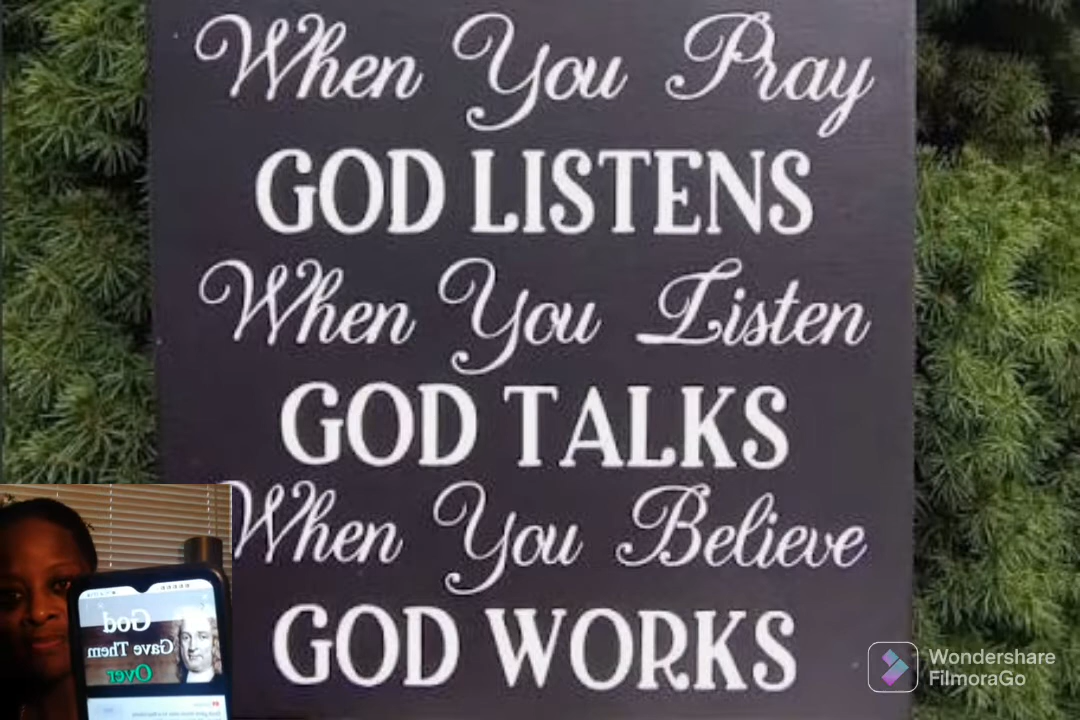 When You Pray
GOD LISTENS
When You Listen
GOD TALKS
When You Believe
GOD WORKS
God
Gave Them
Over
Wondershare
FilmoraGo